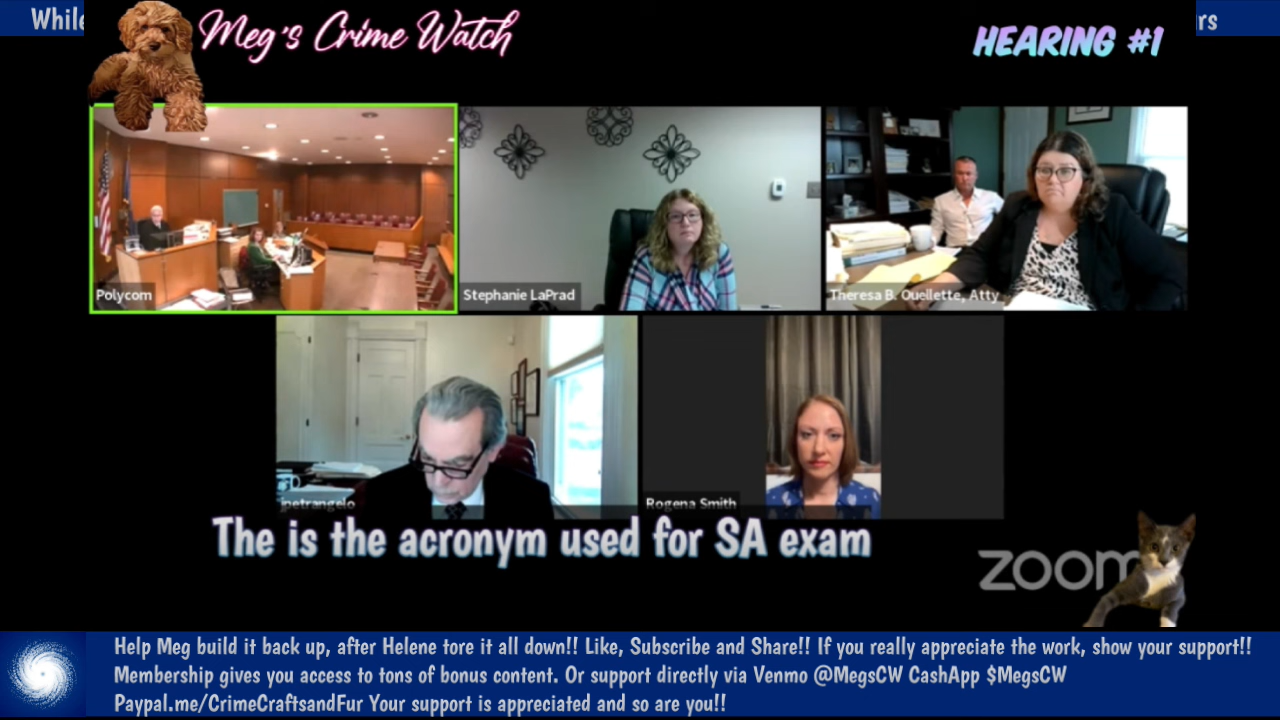 While
rs
Meg's Crime Watch
HEARING #1
Polycom
Stephanie LaPrad
Theresa B. Ouellette, Atty
jpetrangelo
Rogena Smith
The is the acronym used for SA exam
zoom
Help Meg build it back up, after Helene tore it all down!! Like, Subscribe and Share!! If you really appreciate the work, show your support!!
Membership gives you access to tons of bonus content. Or support directly via Venmo @MegsCW CashApp $MegsCW
Paypal.me/CrimeCraftsandFur Your support is appreciated and so are you!!